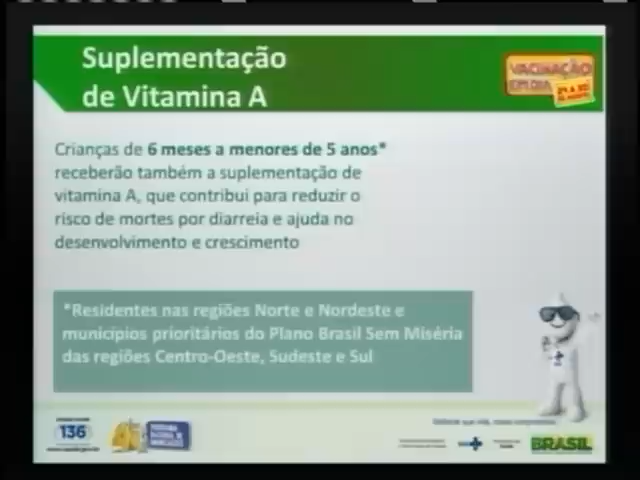 Suplementação
de Vitamina A
VACINAÇÃO
EM DIA
Crianças de 6 meses a menores de 5 anos*
receberão também a suplementação de
vitamina A, que contribui para reduzir o
risco de mortes por diarreia e ajuda no
desenvolvimento e crescimento
*Residentes nas regiões Norte e Nordeste e
municípios prioritários do Plano Brasil Sem Miséria
das regiões Centro-Oeste, Sudeste e Sul
136
BRASIL